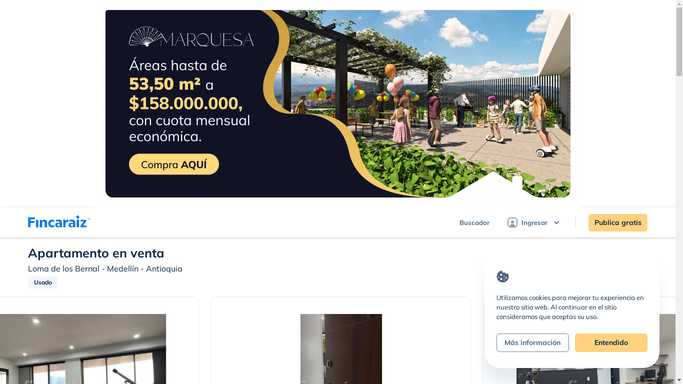 MARQUESA
Áreas hasta de
53,50 m² a
$158.000.000,
con cuota mensual
económica.
Compra AQUÍ
Fincaraiz
Buscador
Ingresar
Publica gratis
Apartamento en venta
Loma de los Bernal - Medellín - Antioquia
Usado
Utilizamos cookies para mejorar tu experiencia en
nuestro sitio web. Al continuar en el sitio
consideramos que aceptas su uso.
Más información
Entendido